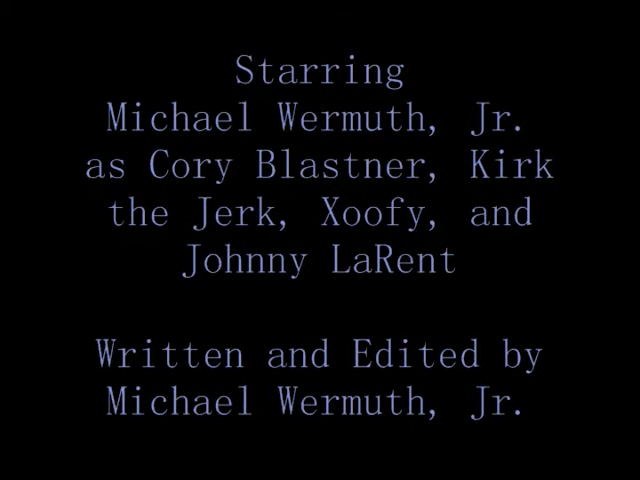 Starring
Michael Wermuth, Jr.
as Cory Blastner, Kirk
the Jerk, Xoofy, and
Johnny LaRent
Written and Edited by
Michael Wermuth, Jr.